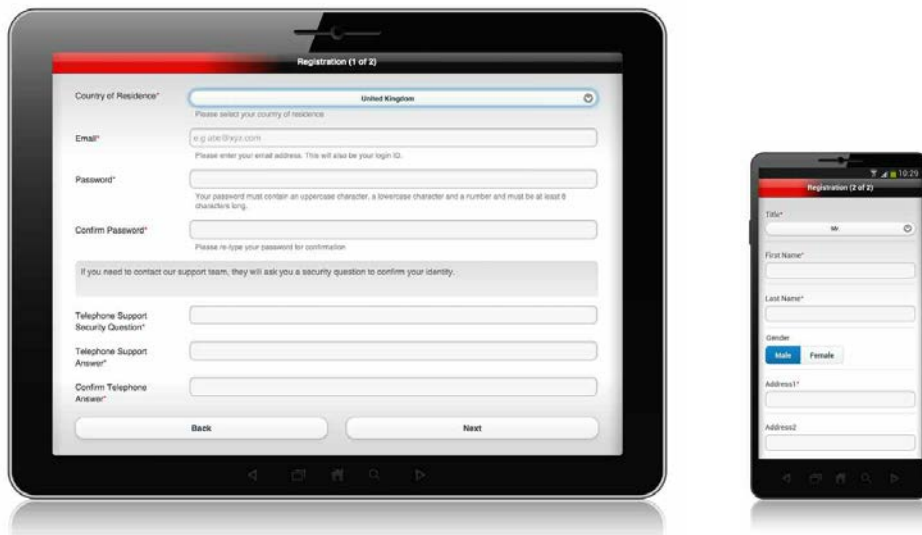 Registration (1 of 2)
Country of Residence*
United Kingdom
Please select your country of residence
Email*
e.g abc@xyz.com
Please enter your email address. This will also be your login ID.
Password*
Your password must contain an uppercase character, a lowercase character and a number and must be at least 8
characters long.
Confirm Password*
Please re-type your password for confirmation
If you need to contact our support team, they will ask you a security question to confirm your identity.
Telephone Support
Security Question*
Telephone Support
Answer*
Confirm Telephone
Answer*
Back
Next
10:29
Registration (2 of 2)
Title*
Mr
First Name*
Last Name*
Gender
Male
Female
Address1*
Address2